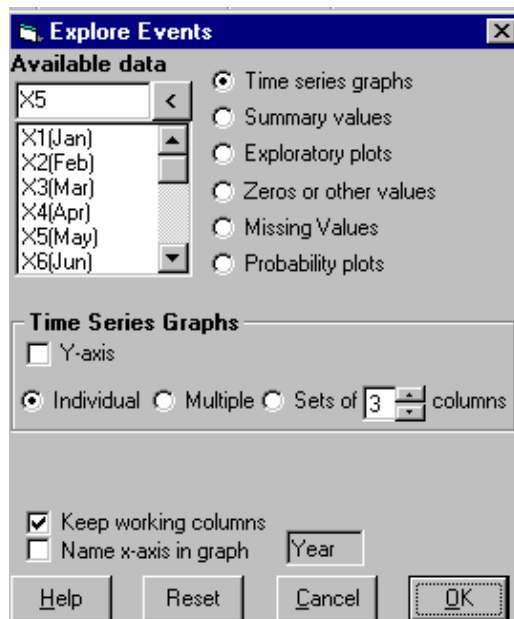 Explore Events
Available data
X5
<
X1(Jan)
X2(Feb)
X3(Mar)
X4(Apr)
X5(May)
X6(Jun)
Time series graphs
Summary values
Exploratory plots
Zeros or other values
Missing Values
Probability plots
Time Series Graphs
Y-axis
Individual Multiple Sets of 3 columns
Keep working columns
Name x-axis in graph Year
Help Reset Cancel OK